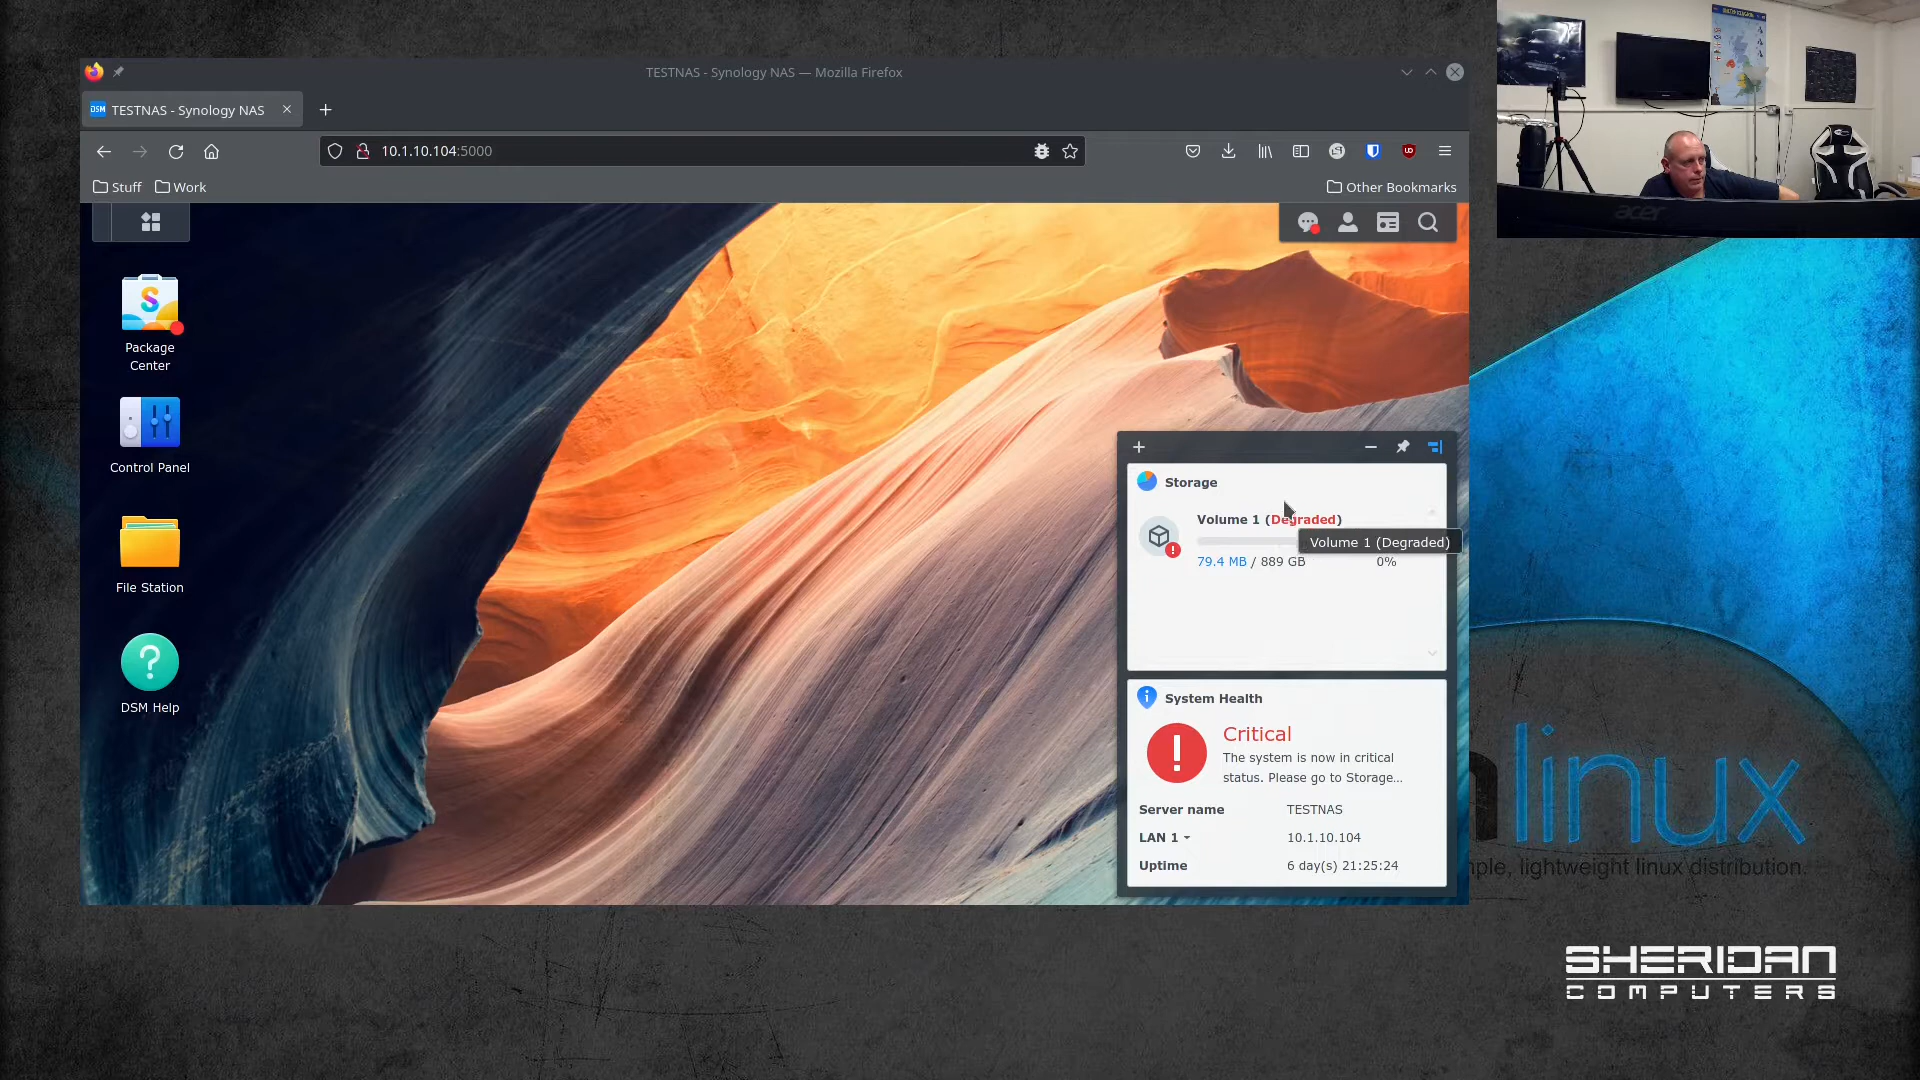 TESTNAS - Synology NAS — Mozilla Firefox
DSM TESTNAS - Synology NAS
10.1.10.104:5000
Stuff
Work
Other Bookmarks
Package
Center
Control Panel
File Station
DSM Help
Storage
Volume 1 (Degraded)
Volume 1 (Degraded)
79.4 MB / 889 GB
0%
System Health
Critical
The system is now in critical
status. Please go to Storage...
Server name
TESTNAS
LAN 1
10.1.10.104
Uptime
6 day(s) 21:25:24
linux
lightweight linux distribution.
SHERIDAN
COMPUTERS
acer